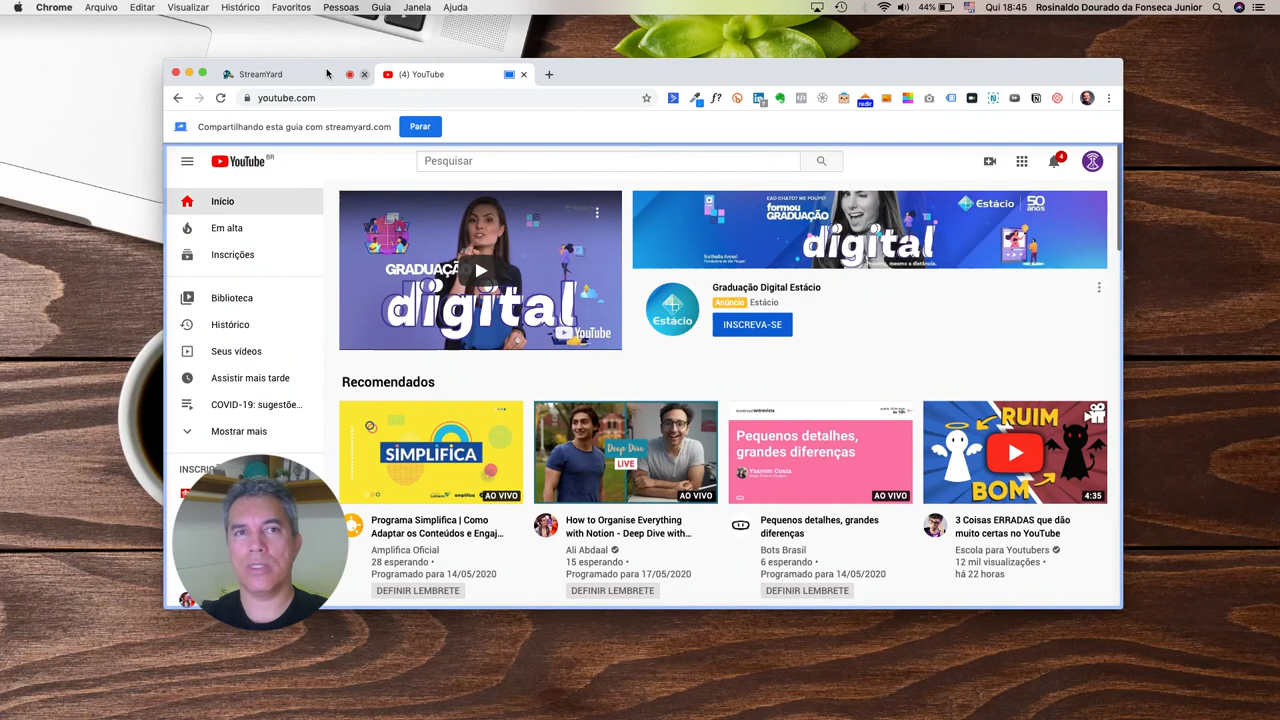 Chrome Arquivo Editar Visualizar Histórico Favoritos Pessoas Guia Janela Ajuda 44% Qui 18:45 Rosinaldo Dourado da Fonseca Junior
StreamYard
(4) YouTube
youtube.com
Compartilhando esta guia com streamyard.com Parar
YouTube BR
Pesquisar
4
Início
Em alta
Inscrições
Biblioteca
Histórico
Seus vídeos
Assistir mais tarde
COVID-19: sugestõe...
Mostrar mais
GRADUAÇÃ
digital
YouTube
EAD CHATO? ME POUPE!
formou
GRADUAÇÃO
digital
Estácio 50 anos
Estácio
Graduação Digital Estácio
Anúncio Estácio
INSCREVA-SE
Recomendados
SIMPLIFICA
AO VIVO
Deep Dive
LIVE
AO VIVO
Pequenos detalhes,
grandes diferenças
Yasmim Costa
AO VIVO
RUIM
BOM
4:35
Programa Simplifica | Como
Adaptar os Conteúdos e Engaj...
Amplifica Oficial
28 esperando •
Programado para 14/05/2020
DEFINIR LEMBRETE
How to Organise Everything
with Notion - Deep Dive with...
Ali Abdaal
15 esperando •
Programado para 17/05/2020
DEFINIR LEMBRETE
Pequenos detalhes, grandes
diferenças
Bots Brasil
6 esperando •
Programado para 14/05/2020
DEFINIR LEMBRETE
3 Coisas ERRADAS que dão
muito certas no YouTube
Escola para Youtubers
12 mil visualizações •
há 22 horas